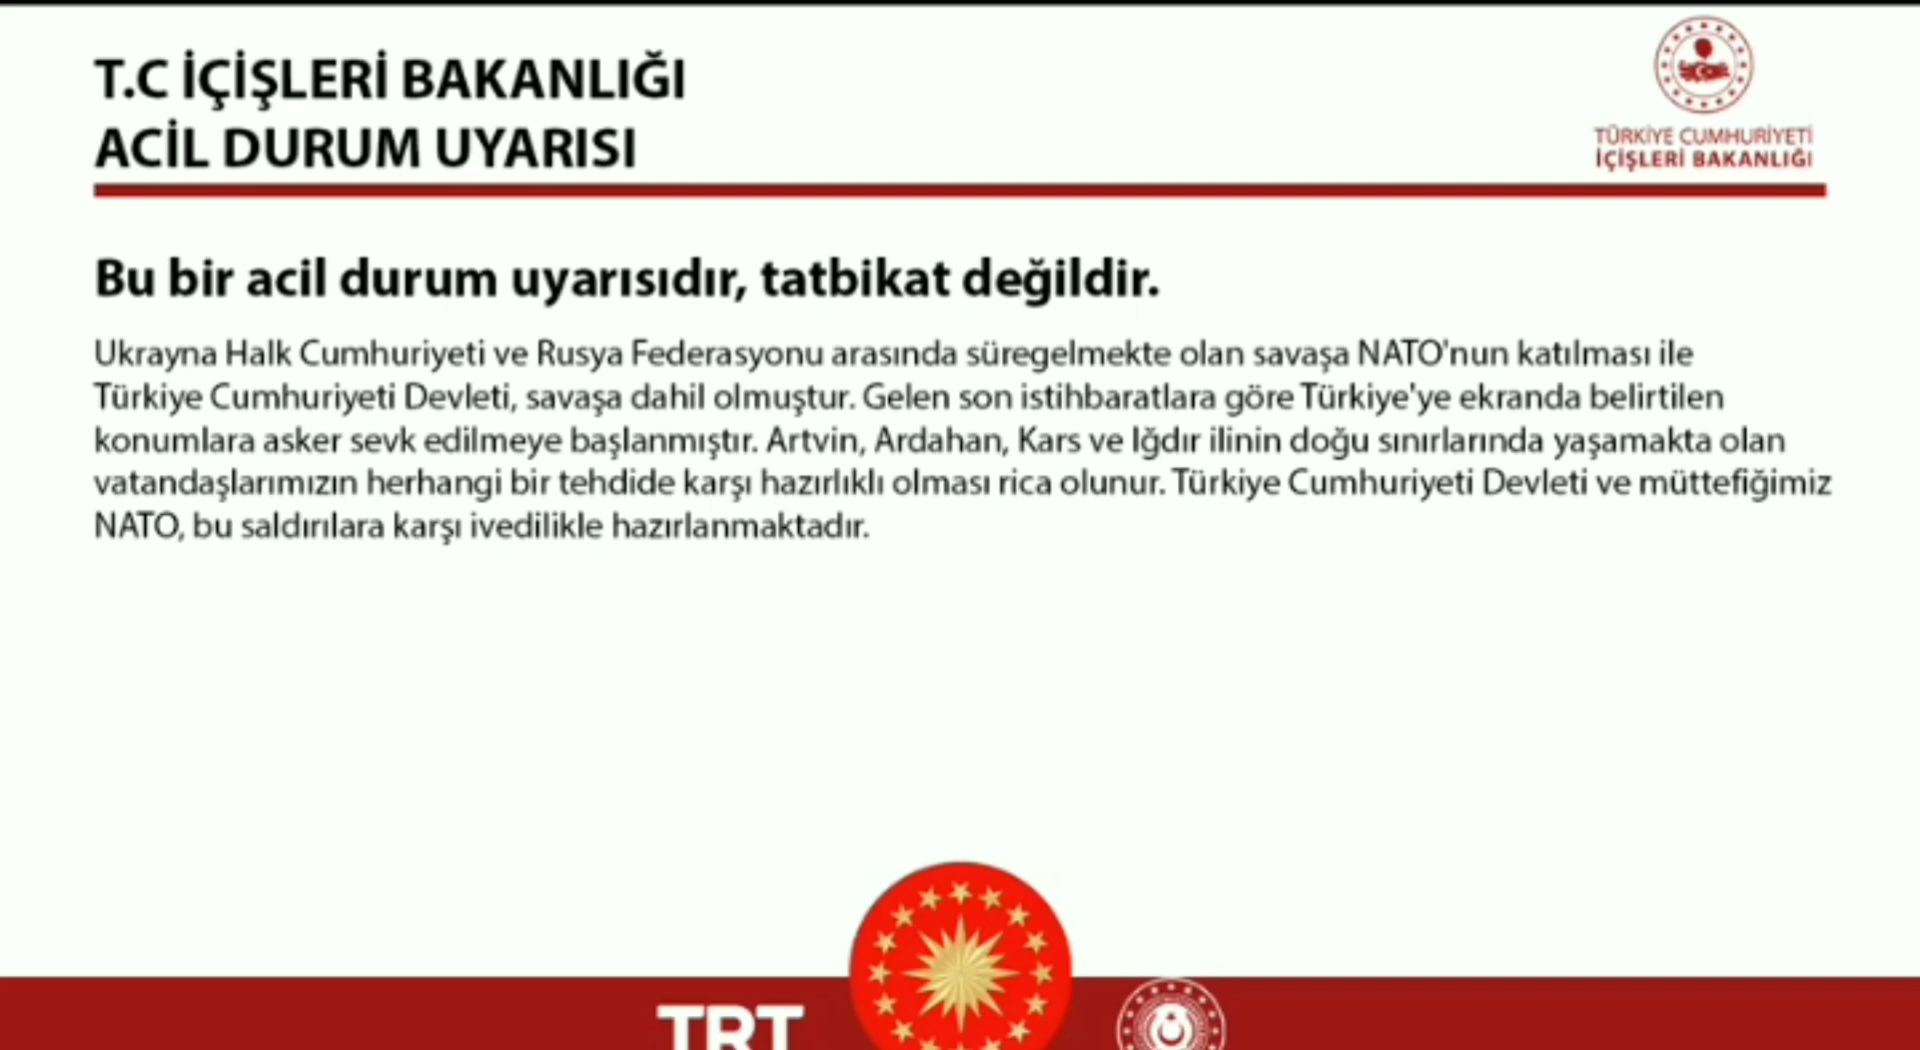 T.C İÇİŞLERİ BAKANLIĞI
ACİL DURUM UYARISI
TÜRKİYE CUMHURİYETİ
İÇİŞLERİ BAKANLIĞI
Bu bir acil durum uyarısıdır, tatbikat değildir.
Ukrayna Halk Cumhuriyeti ve Rusya Federasyonu arasında süregelmekte olan savaşa NATO'nun katılması ile
Türkiye Cumhuriyeti Devleti, savaşa dahil olmuştur. Gelen son istihbaratlara göre Türkiye'ye ekranda belirtilen
konumlara asker sevk edilmeye başlanmıştır. Artvin, Ardahan, Kars ve Iğdır ilinin doğu sınırlarında yaşamakta olan
vatandaşlarımızın herhangi bir tehdide karşı hazırlıklı olması rica olunur. Türkiye Cumhuriyeti Devleti ve müttefiğimiz
NATO, bu saldırılara karşı ivedilikle hazırlanmaktadır.
TRT